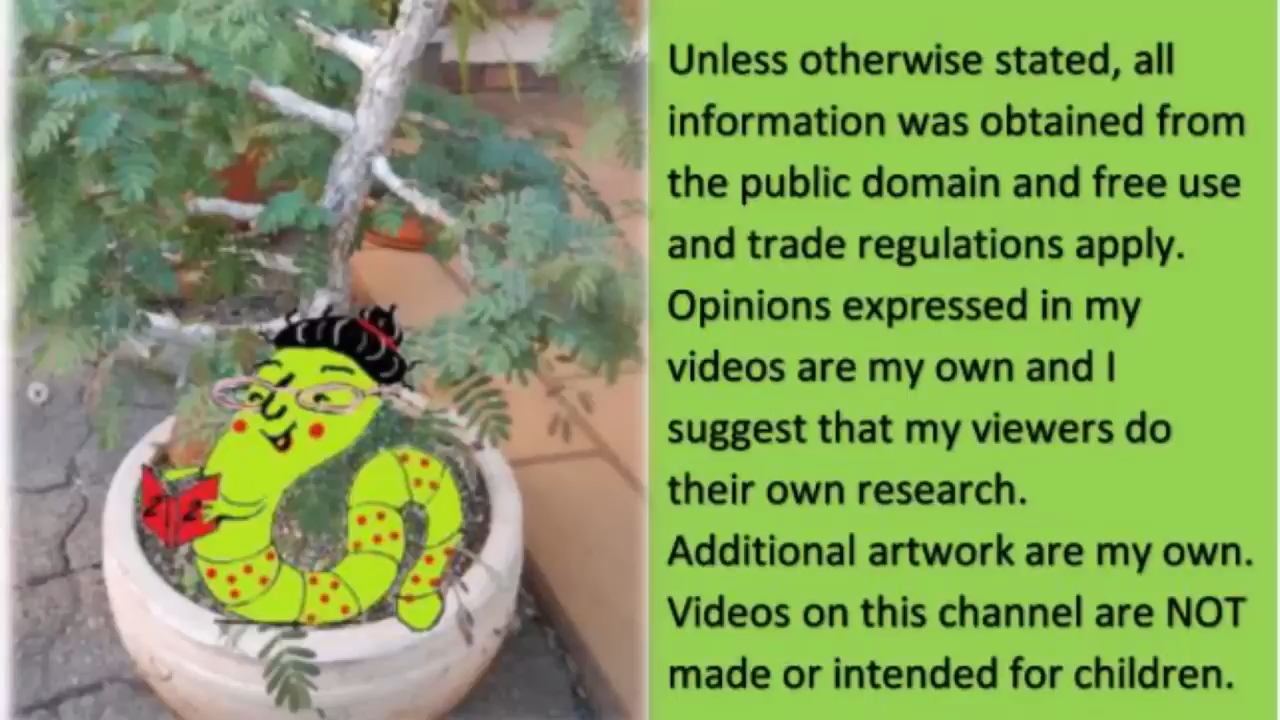 Unless otherwise stated, all
information was obtained from
the public domain and free use
and trade regulations apply.
Opinions expressed in my
videos are my own and I
suggest that my viewers do
their own research.
Additional artwork are my own.
Videos on this channel are NOT
made or intended for children.